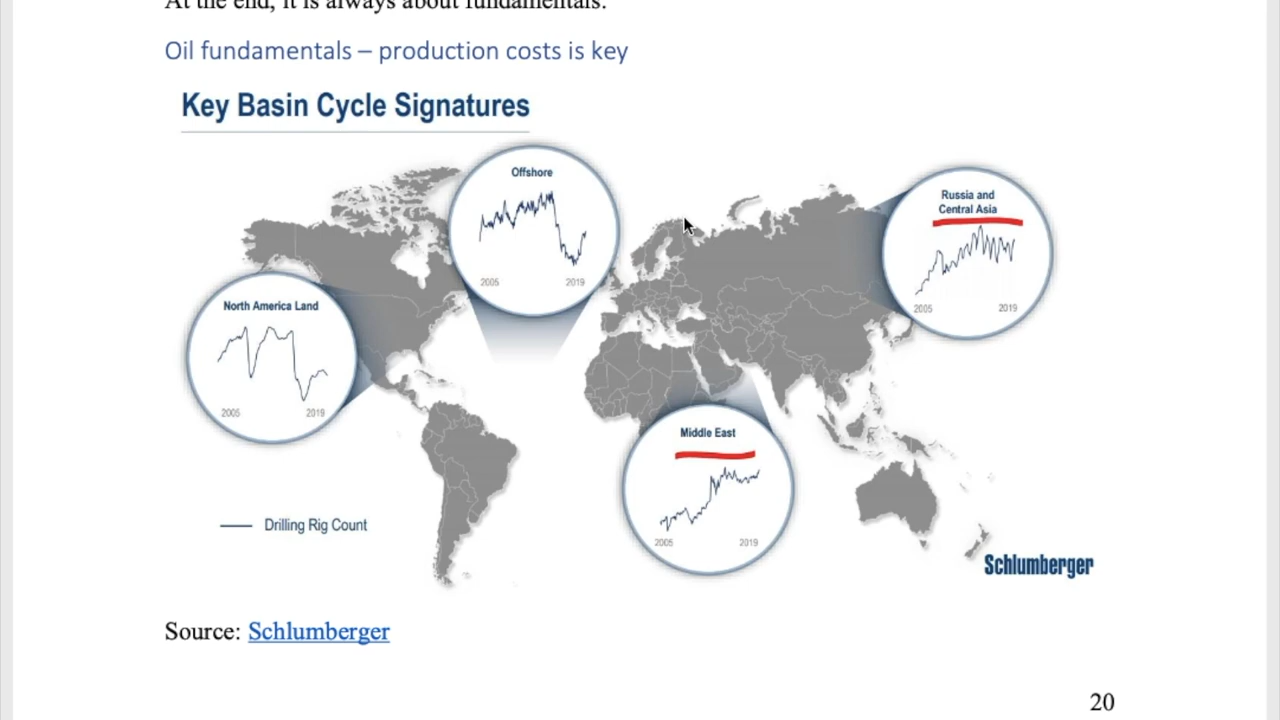 At the end, it is always about fundamentals.
Oil fundamentals – production costs is key
Key Basin Cycle Signatures
Offshore
2005 2019
Russia and
Central Asia
2005 2019
North America Land
2005 2019
Middle East
2005 2019
Drilling Rig Count
Schlumberger
Source: Schlumberger
20